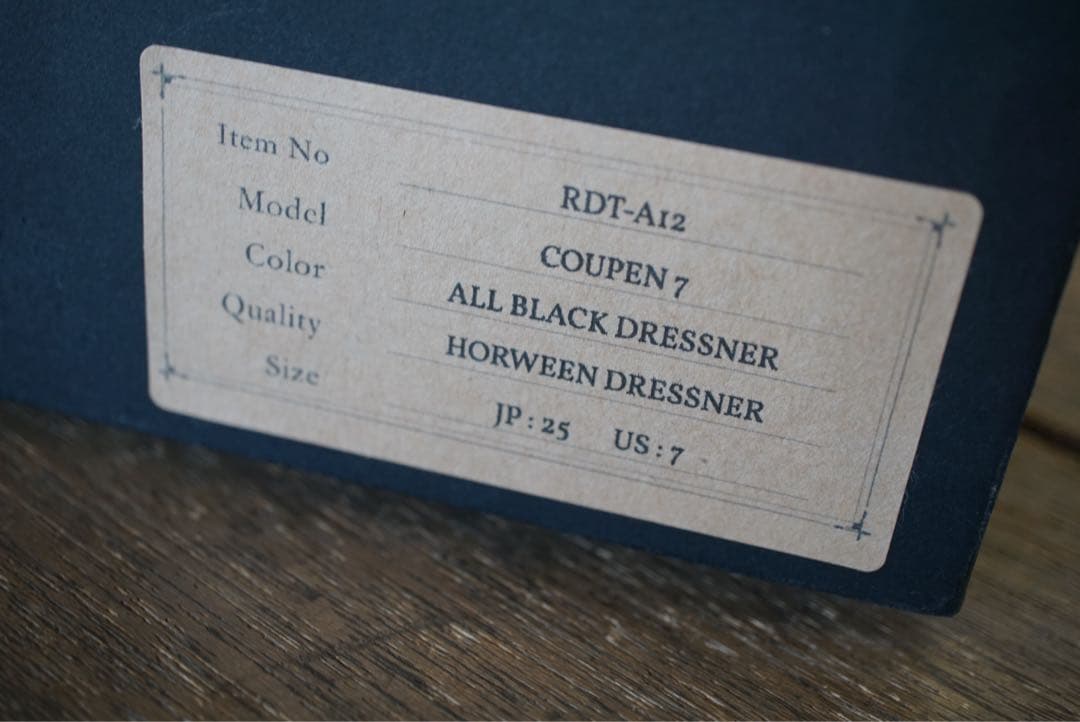 Item No RDT-A12
Model COUPEN 7
Color ALL BLACK DRESSNER
Quality HORWEEN DRESSNER
Size JP : 25 US : 7